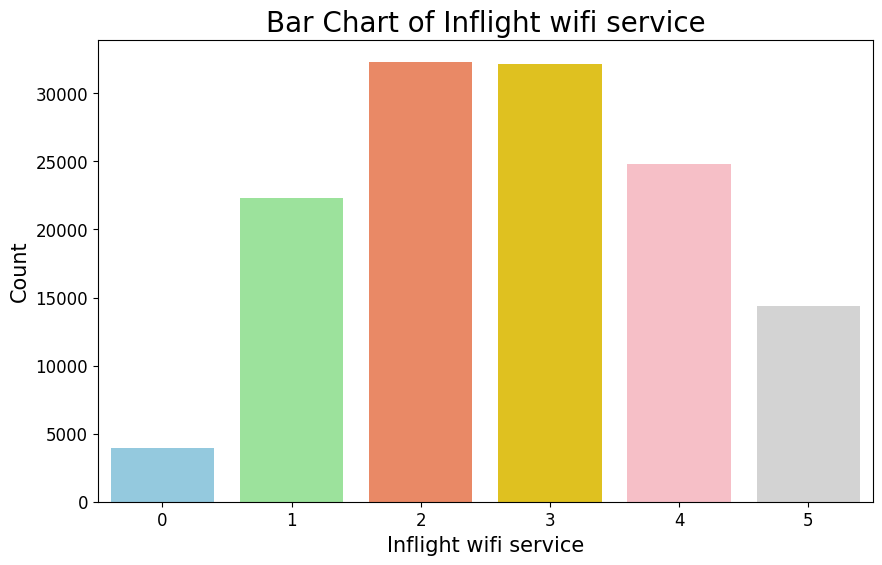 Bar Chart of Inflight wifi service
Count
30000
25000
20000
15000
10000
5000
0
0 1 2 3 4 5
Inflight wifi service